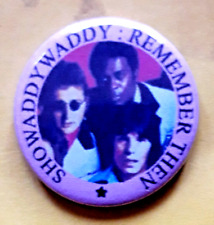 SHOWADDYWADDY : REMEMBER THEN